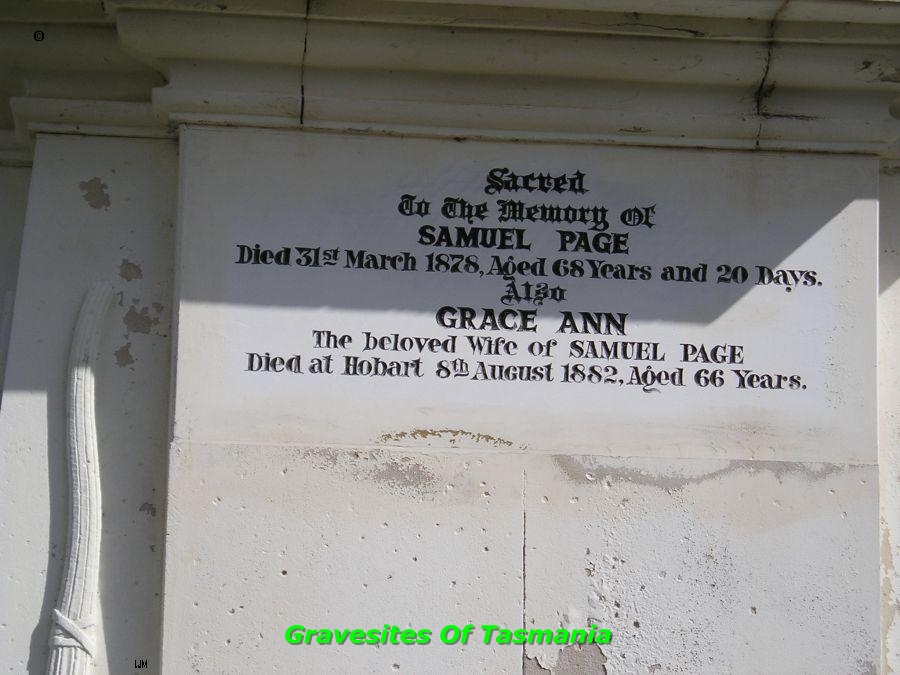 ©
Sacred
To The Memory Of
SAMUEL PAGE
Died 31st March 1878, Aged 68 Years and 20 Days.
Also
GRACE ANN
The beloved Wife of SAMUEL PAGE
Died at Hobart 8th August 1882, Aged 66 Years.
Gravesites Of Tasmania
IJM